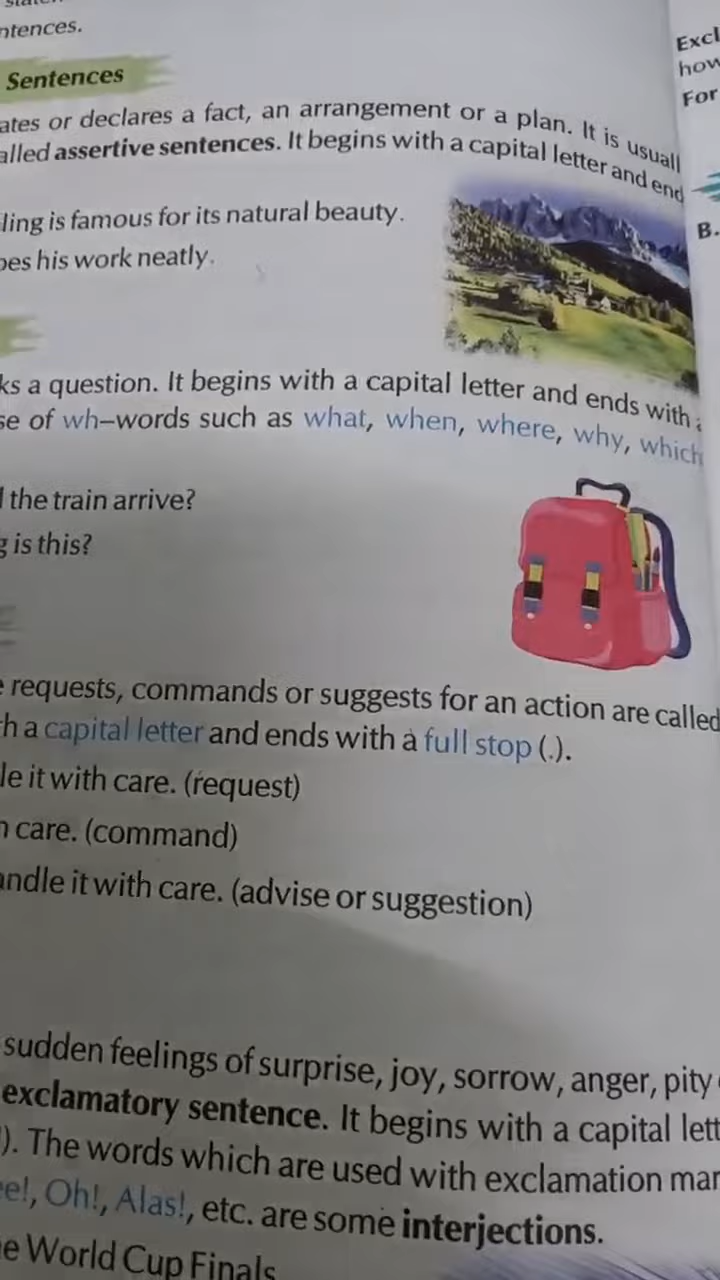 ntences.
Sentences
ates or declares a fact, an arrangement or a plan. It is usuall
alled assertive sentences. It begins with a capital letter and end
ling is famous for its natural beauty.
oes his work neatly.
ks a question. It begins with a capital letter and ends with a
se of wh–words such as what, when, where, why, which
the train arrive?
g is this?
requests, commands or suggests for an action are called
h a capital letter and ends with a full stop (.).
le it with care. (request)
n care. (command)
andle it with care. (advise or suggestion)
sudden feelings of surprise, joy, sorrow, anger, pity
exclamatory sentence. It begins with a capital lett
). The words which are used with exclamation mar
ee!, Oh!, Alas!, etc. are some interjections.
e World Cup Finals
Excl
how
For
B.